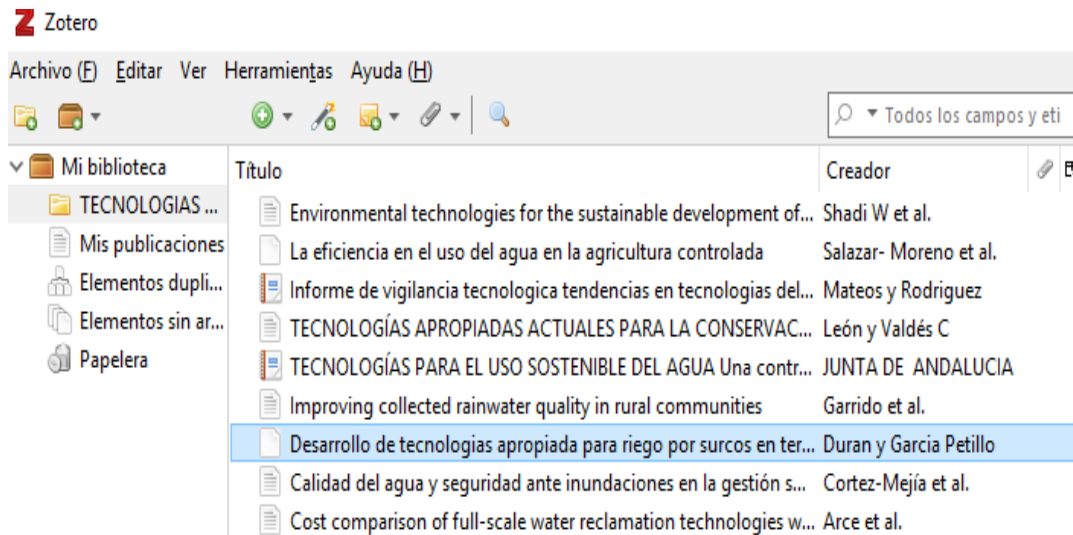 Zotero
Archivo (F) Editar Ver Herramientas Ayuda (H)
Todos los campos y eti
Mi biblioteca
TECNOLOGIAS ...
Mis publicaciones
Elementos dupli...
Elementos sin ar...
Papelera
Título Creador
Environmental technologies for the sustainable development of... Shadi W et al.
La eficiencia en el uso del agua en la agricultura controlada Salazar- Moreno et al.
Informe de vigilancia tecnologica tendencias en tecnologias del... Mateos y Rodriguez
TECNOLOGÍAS APROPIADAS ACTUALES PARA LA CONSERVAC... León y Valdés C
TECNOLOGÍAS PARA EL USO SOSTENIBLE DEL AGUA Una contr... JUNTA DE ANDALUCIA
Improving collected rainwater quality in rural communities Garrido et al.
Desarrollo de tecnologias apropiada para riego por surcos en ter... Duran y Garcia Petillo
Calidad del agua y seguridad ante inundaciones en la gestión s... Cortez-Mejía et al.
Cost comparison of full-scale water reclamation technologies w... Arce et al.